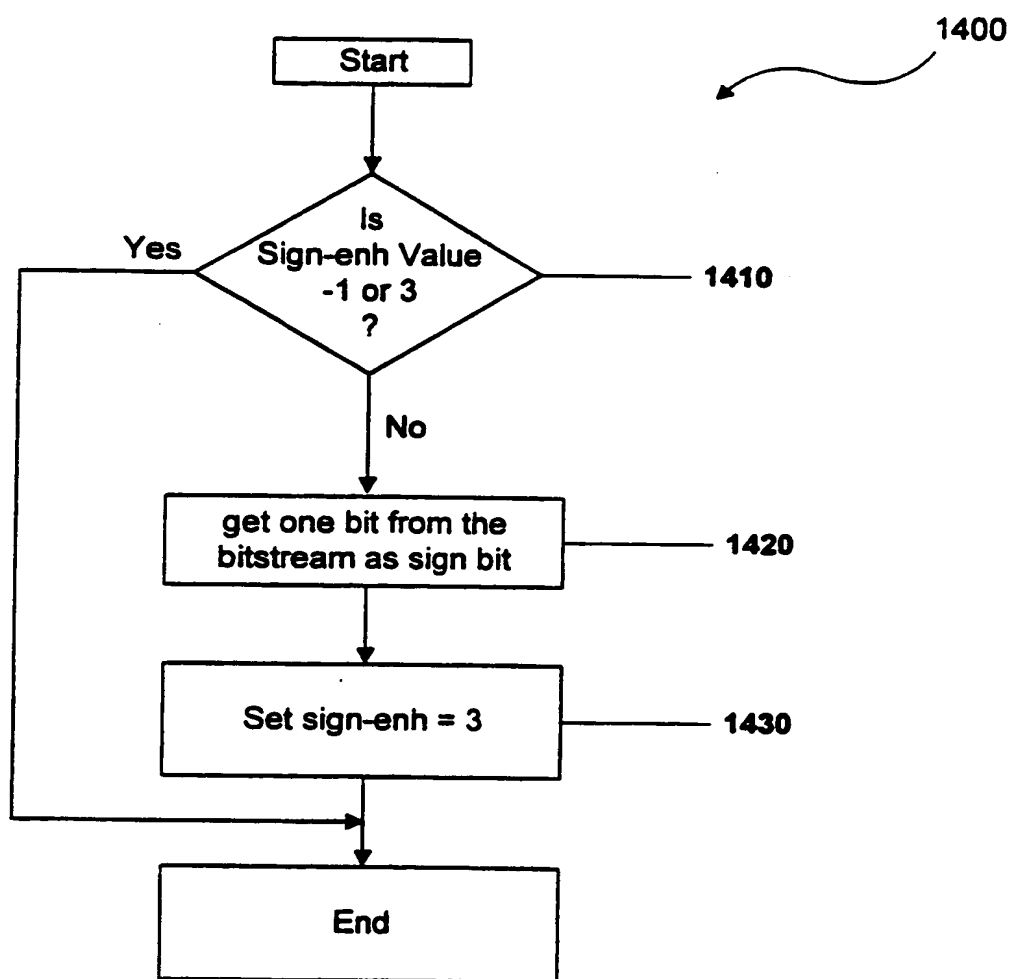 1400
Start
Is
Sign-enh Value
-1 or 3
?
Yes
1410
No
get one bit from the
bitstream as sign bit
1420
Set sign-enh = 3
1430
End